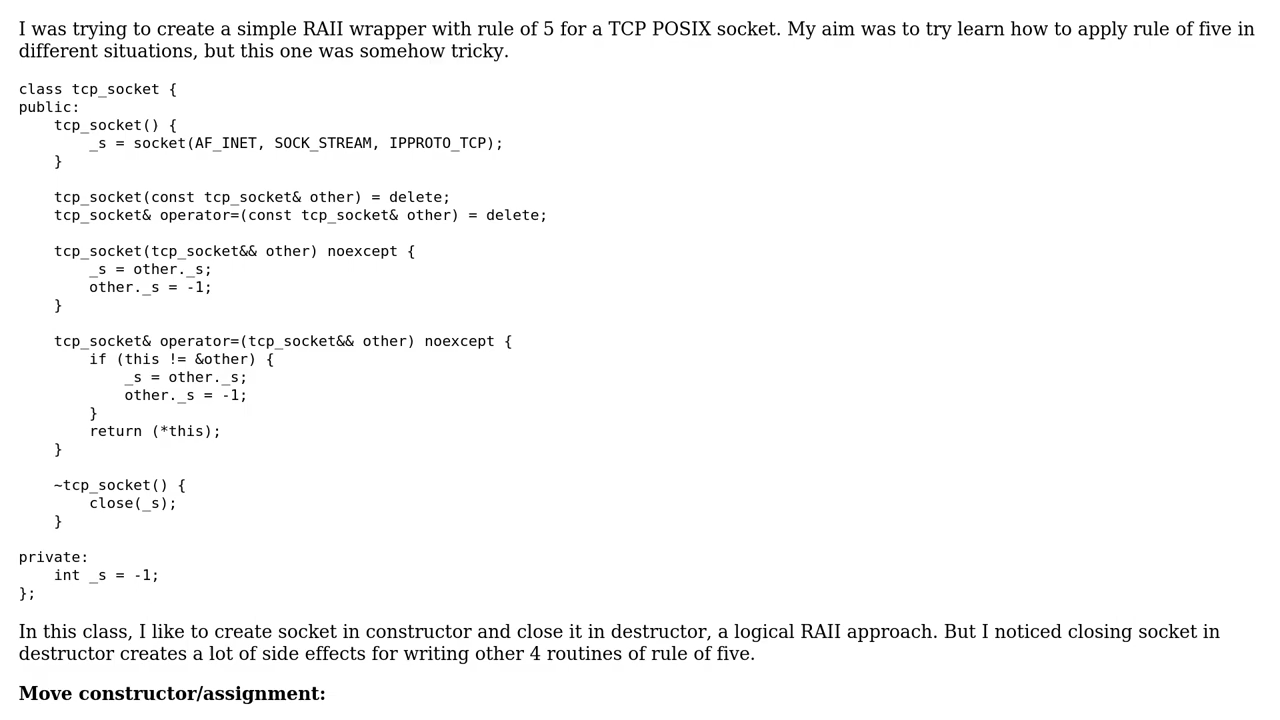 I was trying to create a simple RAII wrapper with rule of 5 for a TCP POSIX socket. My aim was to try learn how to apply rule of five in
different situations, but this one was somehow tricky.
class tcp_socket {
public:
    tcp_socket() {
        _s = socket(AF_INET, SOCK_STREAM, IPPROTO_TCP);
    }
    tcp_socket(const tcp_socket& other) = delete;
    tcp_socket& operator=(const tcp_socket& other) = delete;
    tcp_socket(tcp_socket&& other) noexcept {
        _s = other._s;
        other._s = -1;
    }
    tcp_socket& operator=(tcp_socket&& other) noexcept {
        if (this != &other) {
            _s = other._s;
            other._s = -1;
        }
        return (*this);
    }
    ~tcp_socket() {
        close(_s);
    }
private:
    int _s = -1;
};
In this class, I like to create socket in constructor and close it in destructor, a logical RAII approach. But I noticed closing socket in
destructor creates a lot of side effects for writing other 4 routines of rule of five.
Move constructor/assignment: